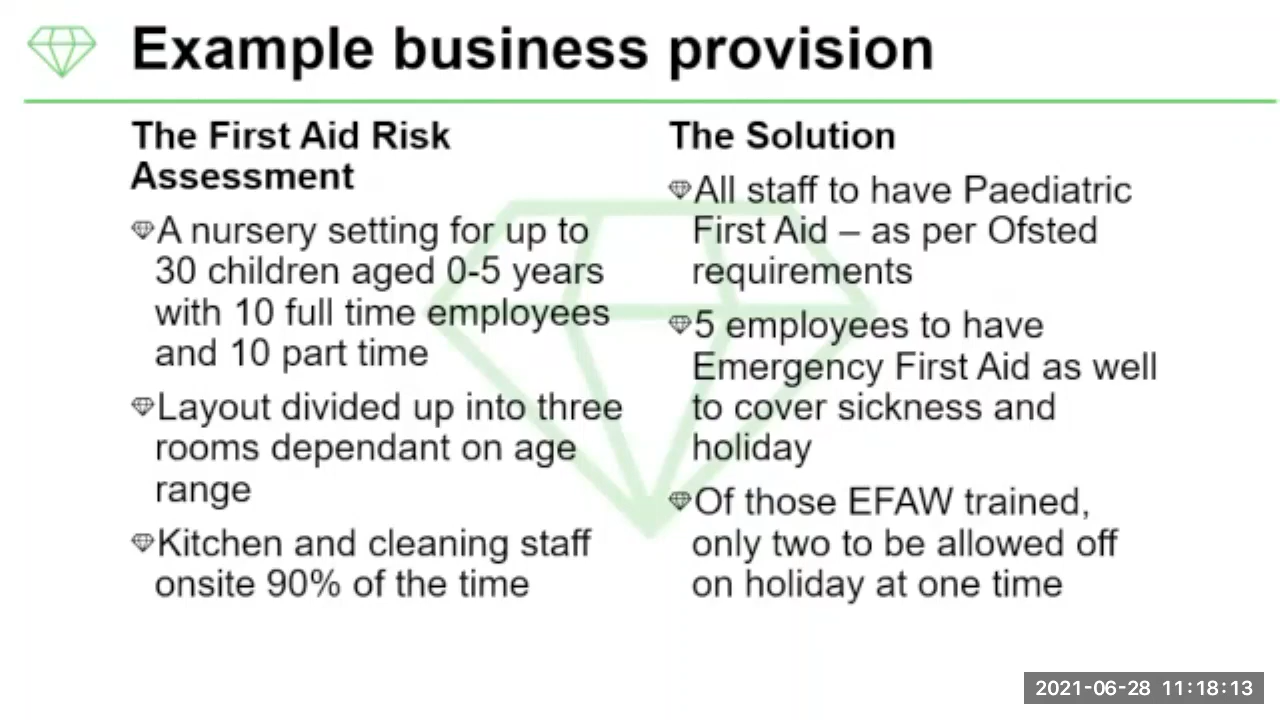 Example business provision
The First Aid Risk
Assessment
A nursery setting for up to
30 children aged 0-5 years
with 10 full time employees
and 10 part time
Layout divided up into three
rooms dependant on age
range
Kitchen and cleaning staff
onsite 90% of the time
The Solution
All staff to have Paediatric
First Aid – as per Ofsted
requirements
5 employees to have
Emergency First Aid as well
to cover sickness and
holiday
Of those EFAW trained,
only two to be allowed off
on holiday at one time
2021-06-28 11:18:13